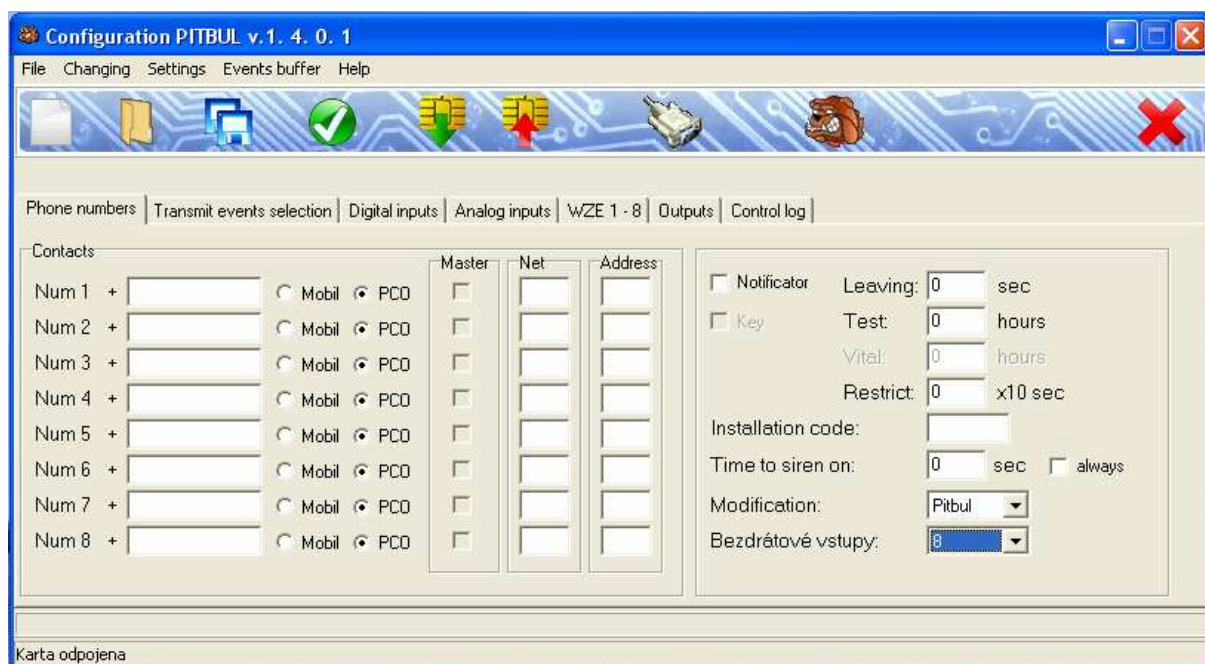 Configuration PITBUL v.1. 4. 0. 1
File Changing Settings Events buffer Help
Phone numbers Transmit events selection Digital inputs Analog inputs WZE 1 - 8 Outputs Control log
Contacts Master Net Address
Num 1 + Mobil PCO
Num 2 + Mobil PCO
Num 3 + Mobil PCO
Num 4 + Mobil PCO
Num 5 + Mobil PCO
Num 6 + Mobil PCO
Num 7 + Mobil PCO
Num 8 + Mobil PCO
Notificator Leaving: 0 sec
Key Test: 0 hours
Vital: 0 hours
Restrict: 0 x10 sec
Installation code:
Time to siren on: 0 sec always
Modification: Pitbul
Bezdrátové vstupy: 8
Karta odpojena